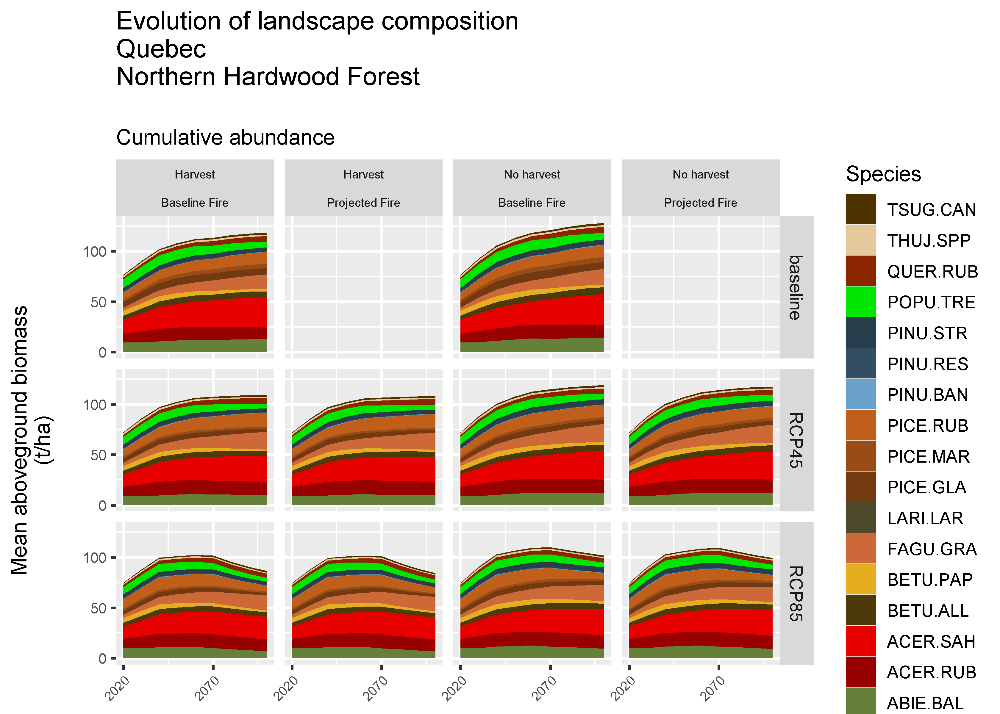 Evolution of landscape composition
Quebec
Northern Hardwood Forest
Cumulative abundance
Harvest
Baseline Fire
Harvest
Projected Fire
No harvest
Baseline Fire
No harvest
Projected Fire
Mean aboveground biomass
(t/ha)
100
50
0
baseline
100
50
0
RCP45
100
50
0
RCP85
2020
2070
2020
2070
2020
2070
2020
2070
Species
TSUG.CAN
THUJ.SPP
QUER.RUB
POPU.TRE
PINU.STR
PINU.RES
PINU.BAN
PICE.RUB
PICE.MAR
PICE.GLA
LARI.LAR
FAGU.GRA
BETU.PAP
BETU.ALL
ACER.SAH
ACER.RUB
ABIE.BAL